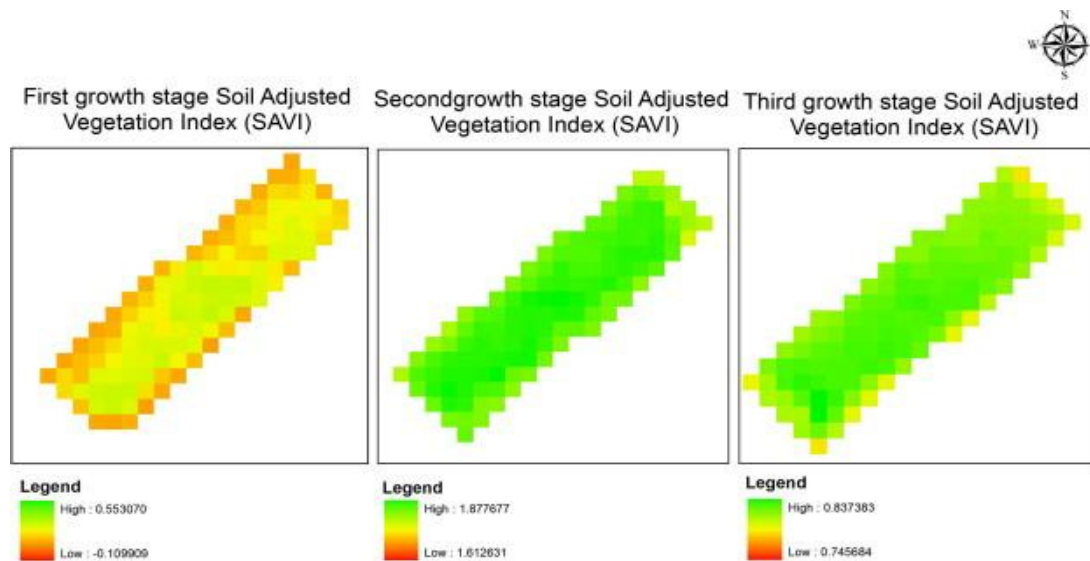 N
W
S
First growth stage Soil Adjusted
Vegetation Index (SAVI)
Secondgrowth stage Soil Adjusted
Vegetation Index (SAVI)
Third growth stage Soil Adjusted
Vegetation Index (SAVI)
Legend
High : 0.553070
Low : -0.109909
Legend
High : 1.877677
Low : 1.612631
Legend
High : 0.837383
Low : 0.745684